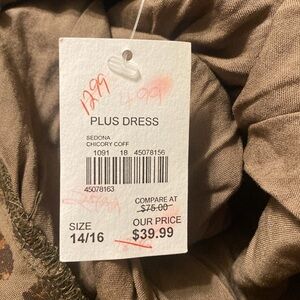 1299
PLUS DRESS
SEDONA
CHICORY COFF
1091 18 45078156
45078163
COMPARE AT
$75.00
SIZE OUR PRICE
14/16 $39.99